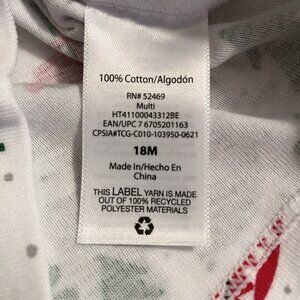 100% Cotton/Algodón
RN# 52469
Multi
HT41100043312BE
EAN/UPC 7 6705201163
CPSIA#TCG-C010-103950-0621
18M
Made In/Hecho En
China
THIS LABEL YARN IS MADE
OUT OF 100% RECYCLED
POLYESTER MATERIALS